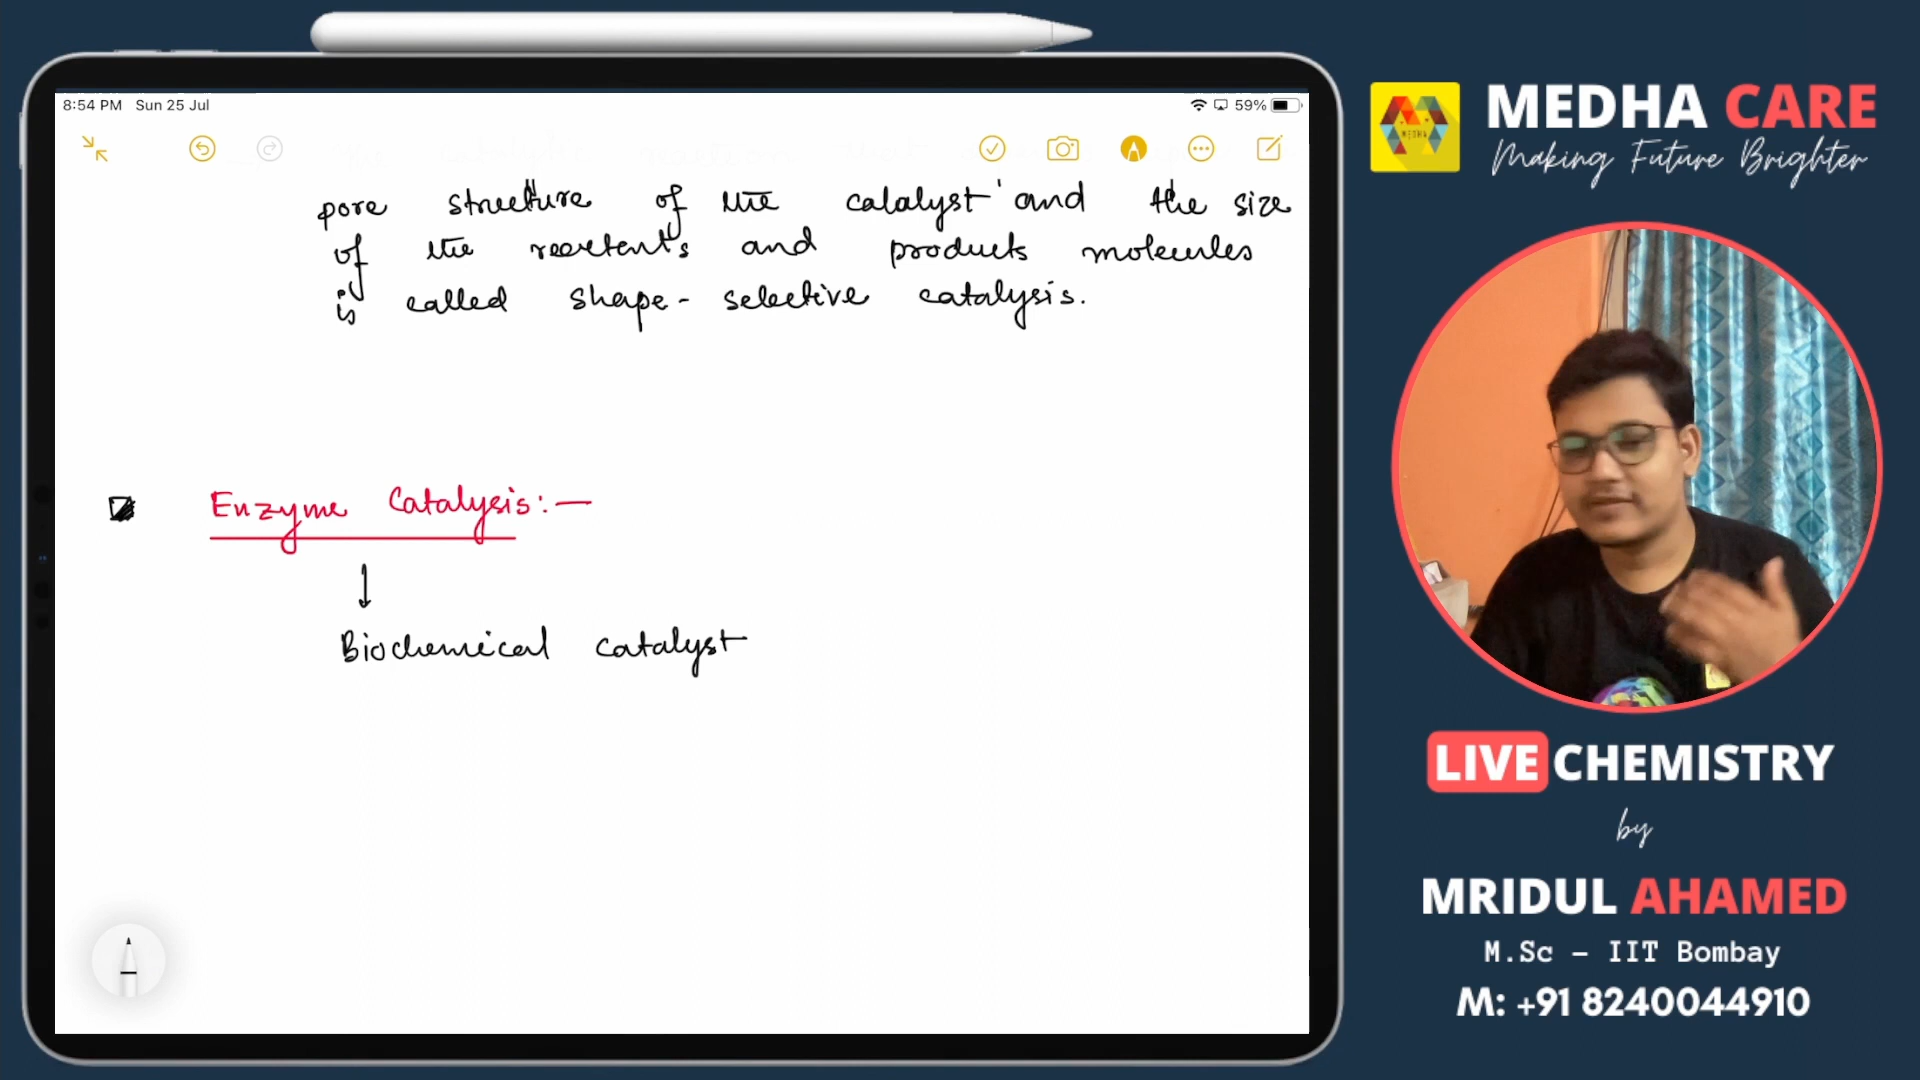 8:54 PM Sun 25 Jul
59%
pore structure of the catalyst and the size
of the reactents and products molecules
is called shape-selective catalysis.
Enzyme Catalysis:—
↓
Biochemical catalyst
MEDHA CARE
Making Future Brighter
MEDHA
LIVE CHEMISTRY
by
MRIDUL AHAMED
M.Sc – IIT Bombay
M: +91 8240044910